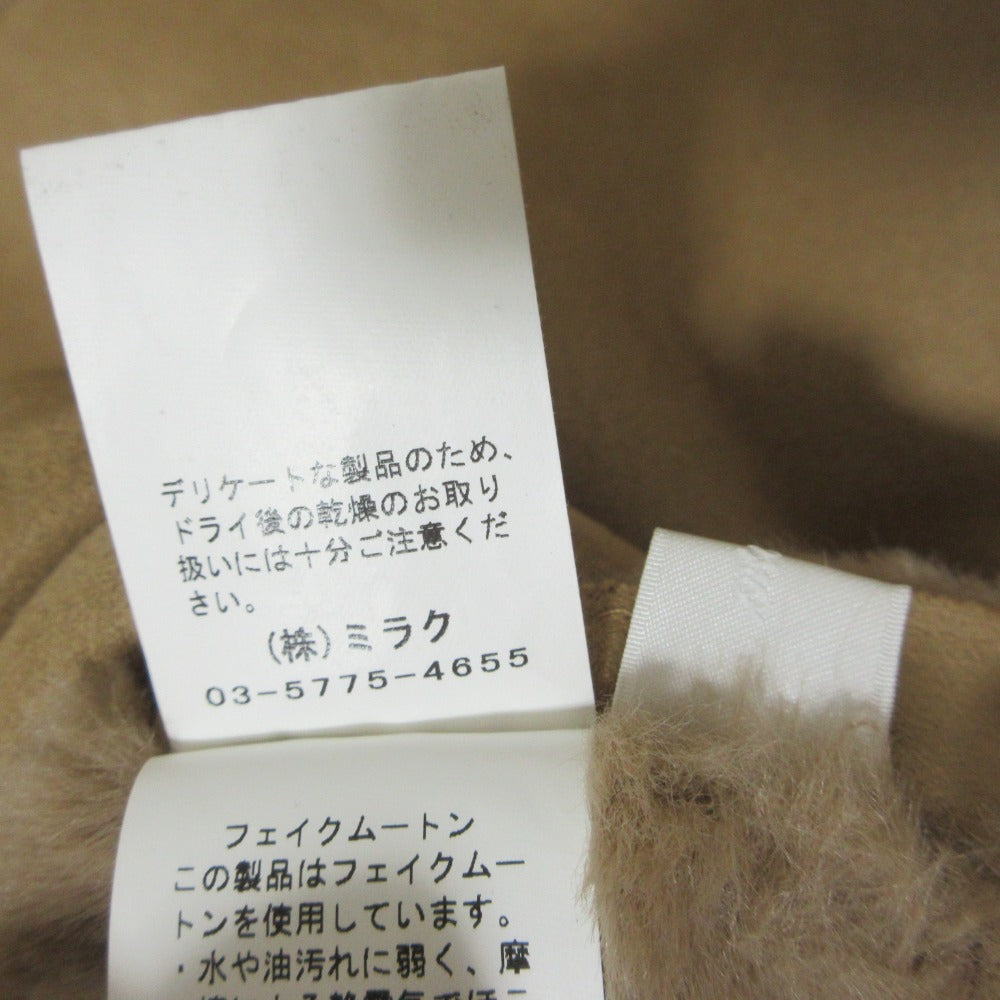 デリケートな製品のため、
ドライ後の乾燥のお取り
扱いには十分ご注意くだ
さい。
(株)ミラク
03-5775-4655
フェイクムートン
この製品はフェイクムー
トンを使用しています。
・水や油汚れに弱く、摩